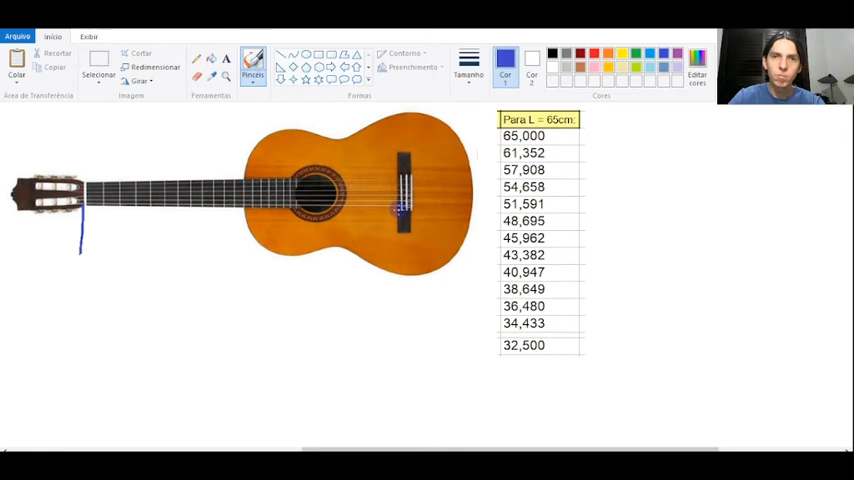 Arquivo Início Exibir
Colar
Recortar
Copiar
Área de Transferência
Selecionar
Cortar
Redimensionar
Girar
Imagem
A
Ferramentas
Pincéis
Contorno
Preenchimento
Formas
Tamanho
Cor
1
Cor
2
Editar
cores
Cores
Para L = 65cm:
65,000
61,352
57,908
54,658
51,591
48,695
45,962
43,382
40,947
38,649
36,480
34,433
32,500